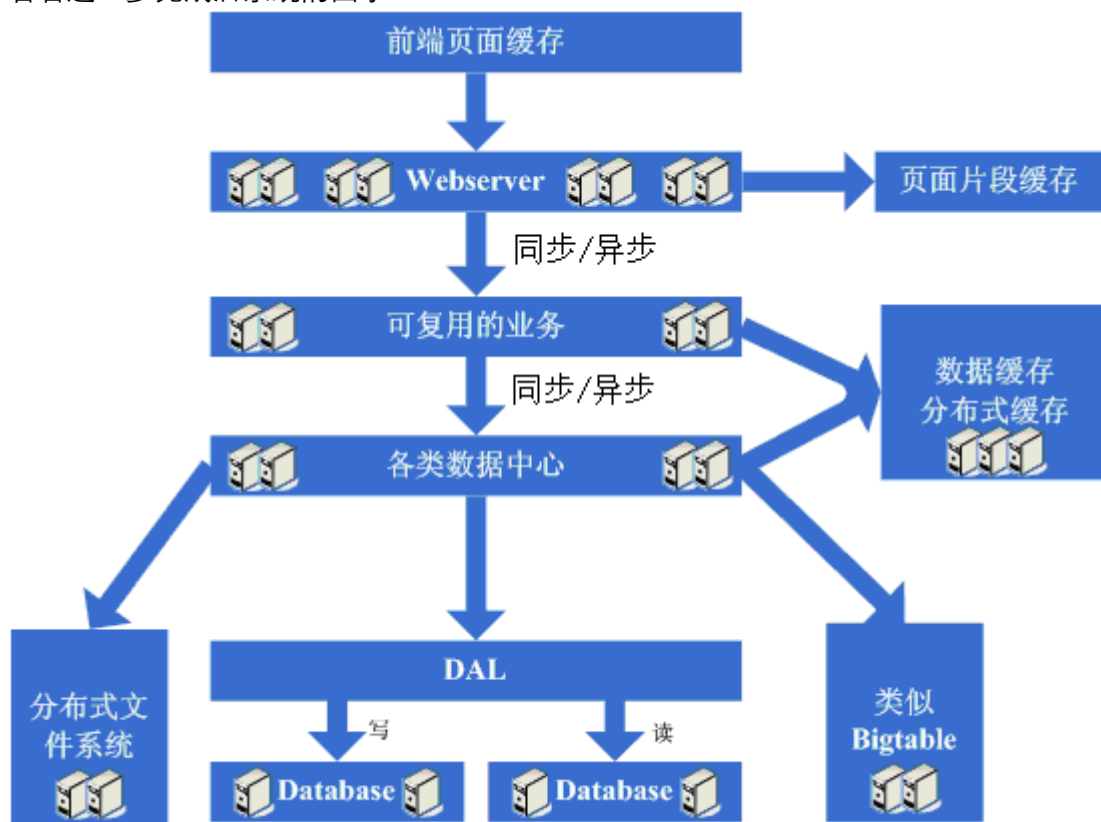 前端页面缓存
Webserver
页面片段缓存
同步/异步
可复用的业务
数据缓存
分布式缓存
同步/异步
各类数据中心
DAL
分布式文
件系统
写
读
类似
Bigtable
Database
Database